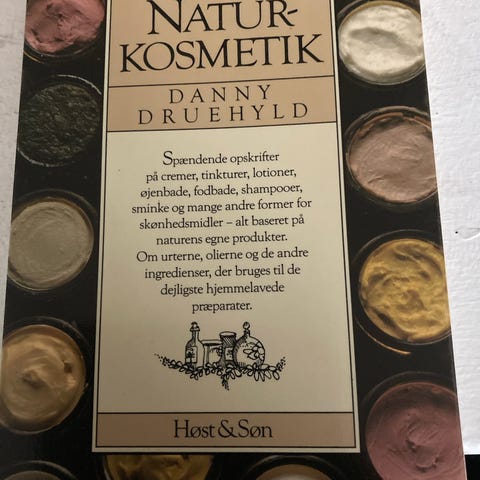 NATUR-
KOSMETIK
DANNY
DRUEHYLD
Spændende opskrifter
på cremer, tinkturer, lotioner,
øjenbade, fodbade, shampooer,
sminke og mange andre former for
skønhedsmidler – alt baseret på
naturens egne produkter.
Om urterne, olierne og de andre
ingredienser, der bruges til de
dejligste hjemmelavede
præparater.
Høst & Søn